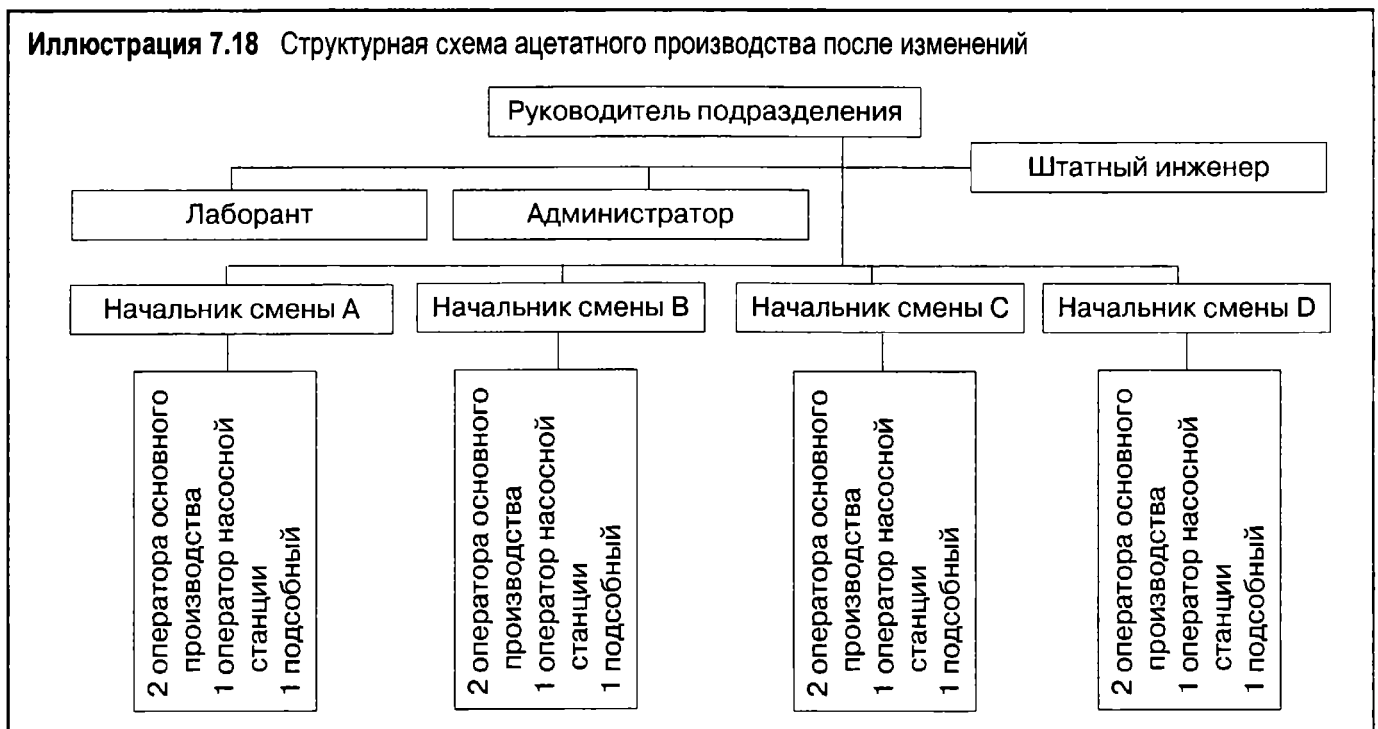 Иллюстрация 7.18 Структурная схема ацетатного производства после изменений
Руководитель подразделения
Штатный инженер
Лаборант
Администратор
Начальник смены A
Начальник смены B
Начальник смены C
Начальник смены D
2 оператора основного
производства
1 оператор насосной
станции
1 подсобный
2 оператора основного
производства
1 оператор насосной
станции
1 подсобный
2 оператора основного
производства
1 оператор насосной
станции
1 подсобный
2 оператора основного
производства
1 оператор насосной
станции
1 подсобный